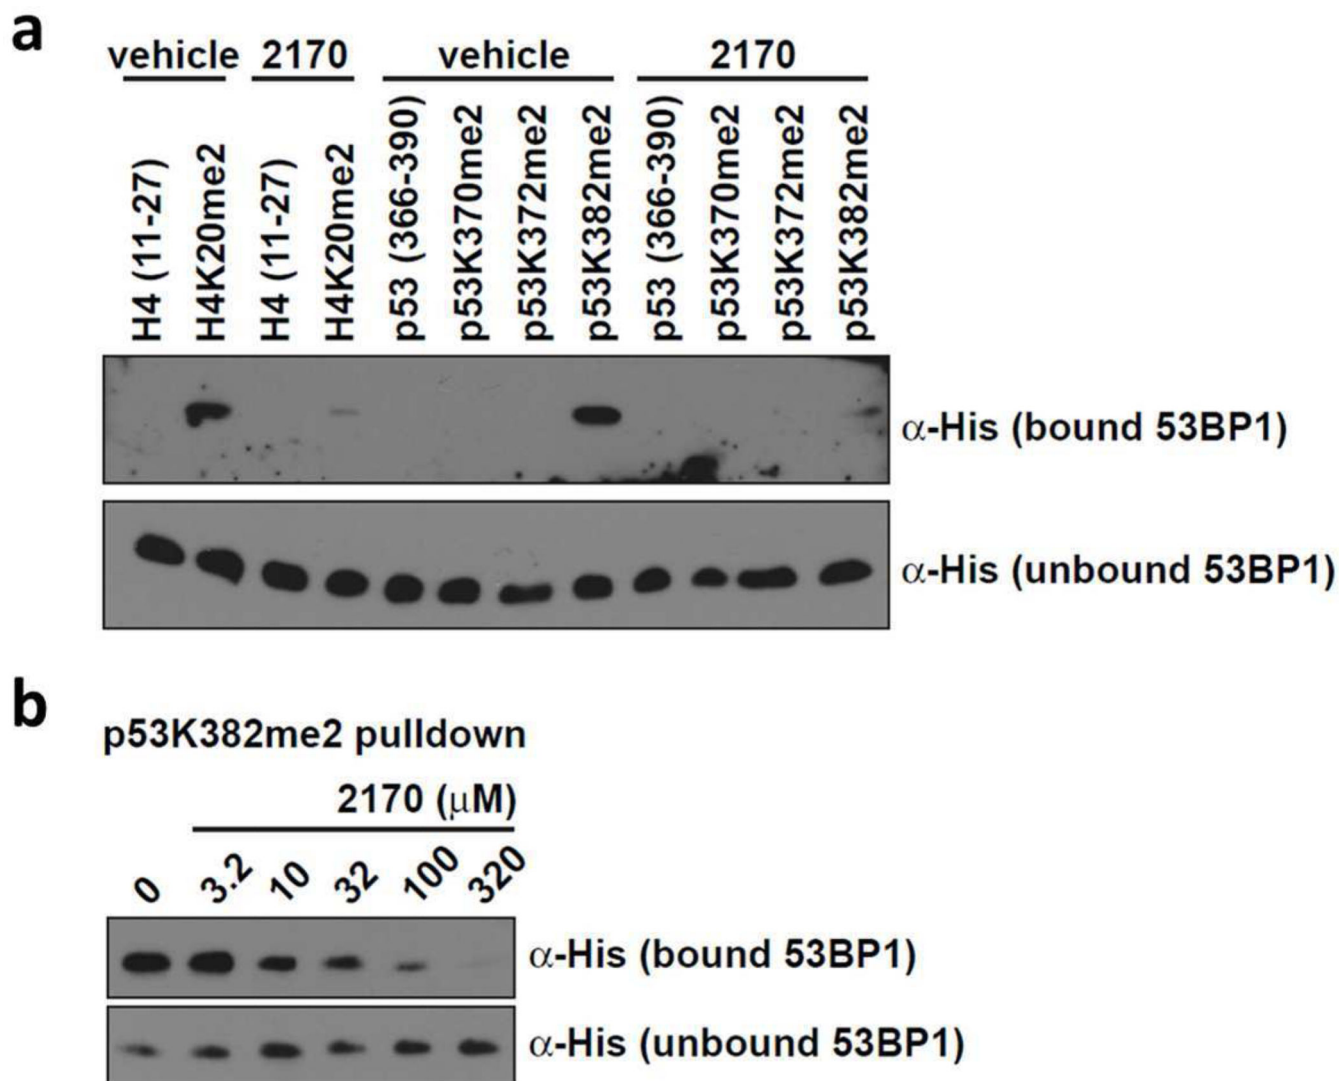 a
vehicle 2170 vehicle 2170
H4 (11-27)
H4K20me2
H4 (11-27)
H4K20me2
p53 (366-390)
p53K370me2
p53K372me2
p53K382me2
p53 (366-390)
p53K370me2
p53K372me2
p53K382me2
α-His (bound 53BP1)
α-His (unbound 53BP1)
b
p53K382me2 pulldown
2170 (μM)
0 3.2 10 32 100 320
α-His (bound 53BP1)
α-His (unbound 53BP1)